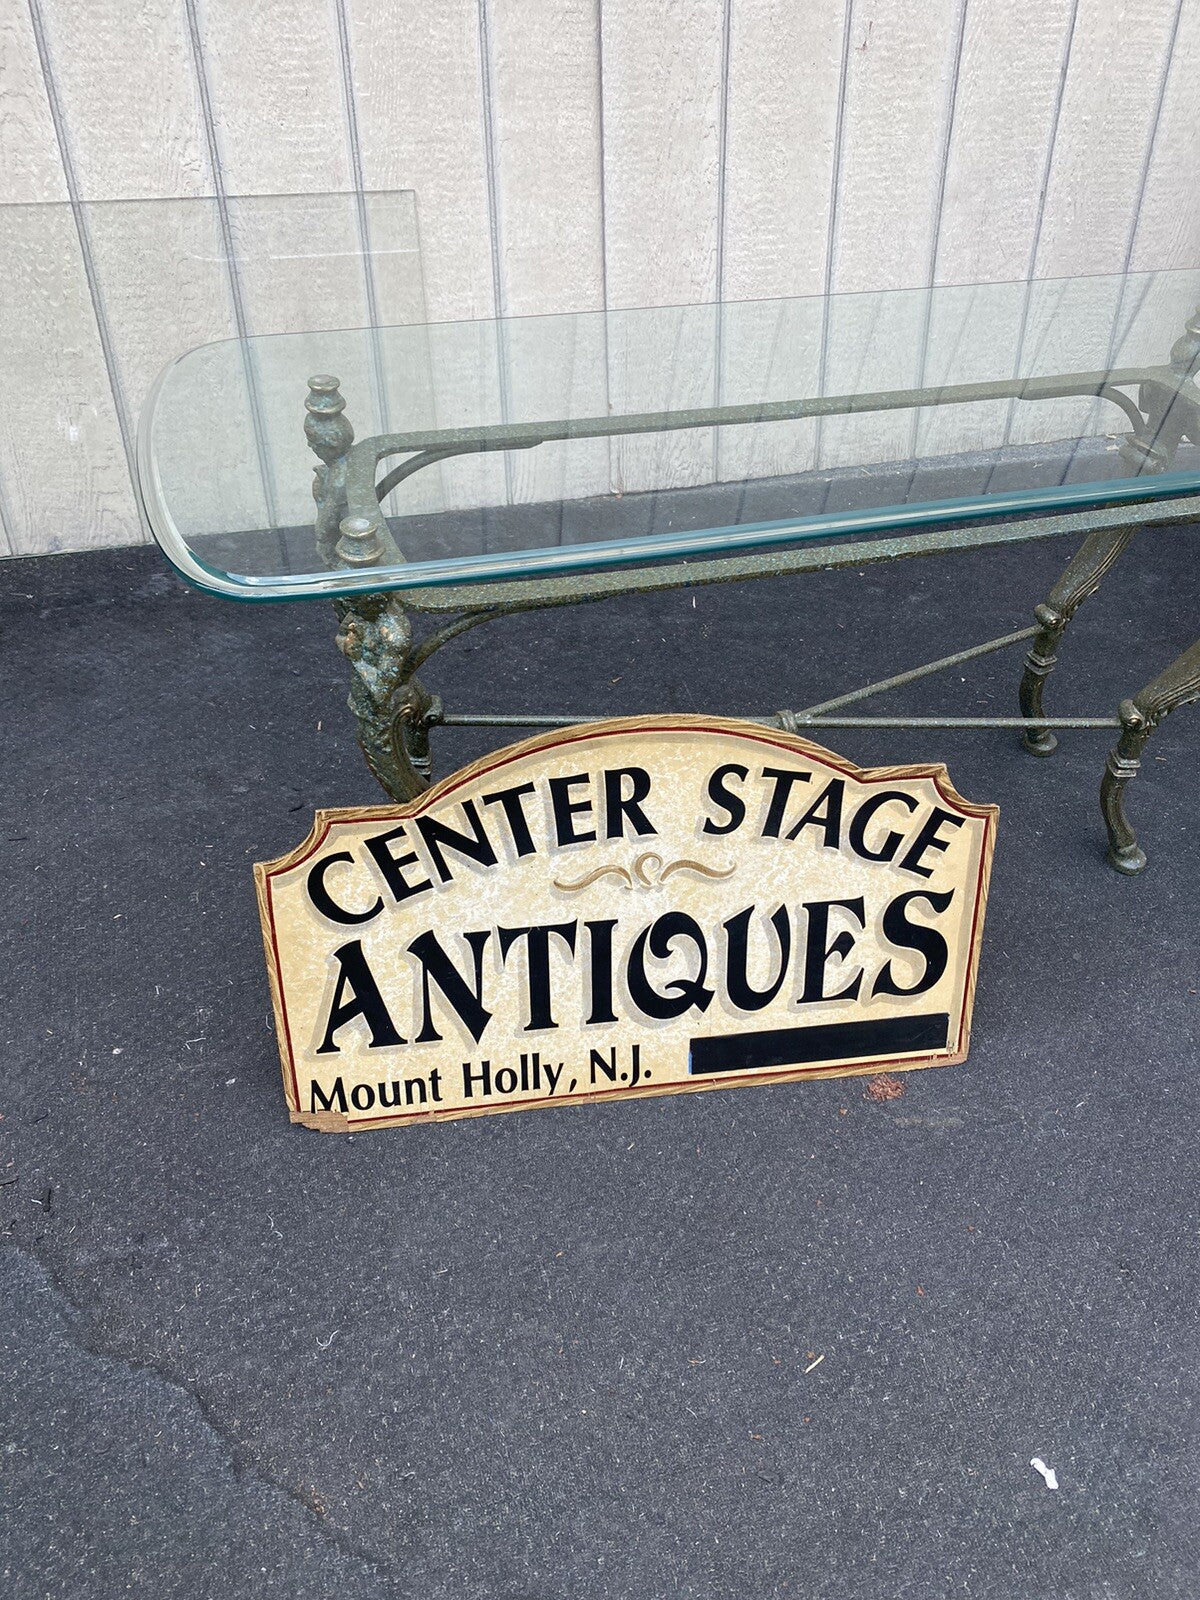 CENTER STAGE
ANTIQUES
Mount Holly, N.J.